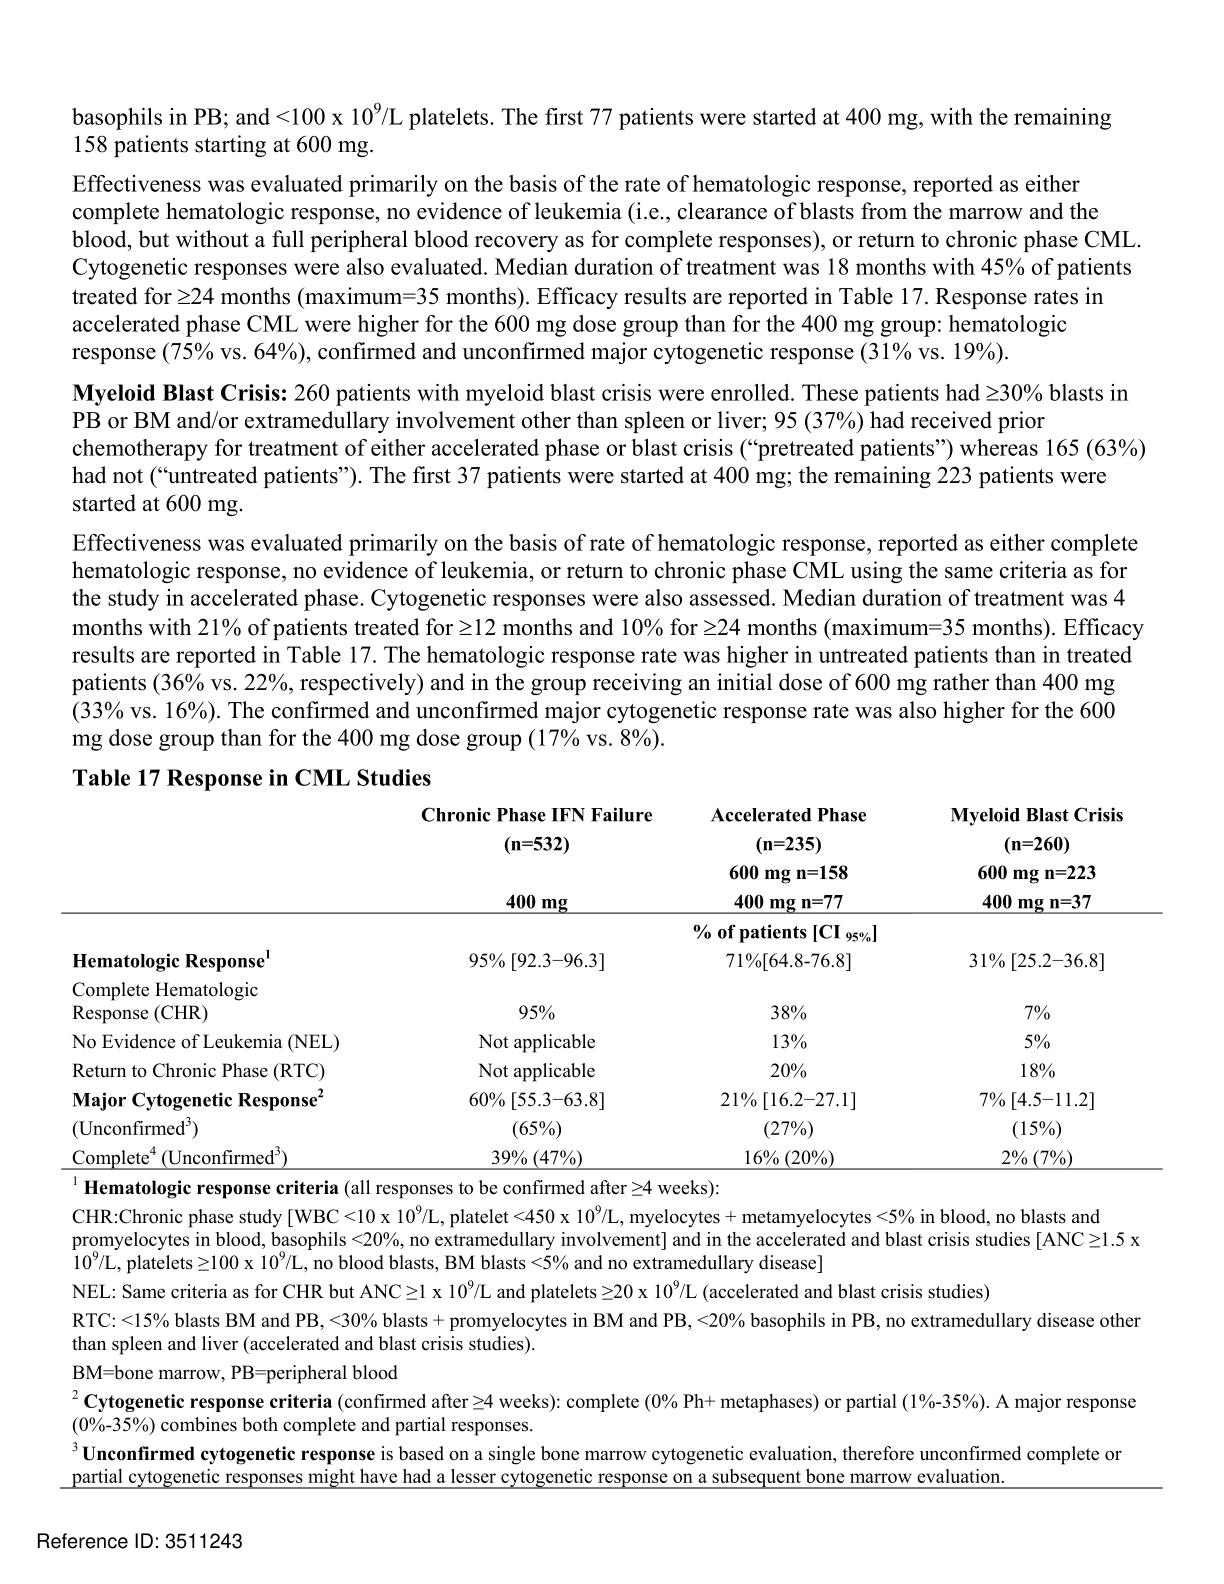 basophils in PB; and <100 x 10⁹/L platelets. The first 77 patients were started at 400 mg, with the remaining
158 patients starting at 600 mg.
Effectiveness was evaluated primarily on the basis of the rate of hematologic response, reported as either
complete hematologic response, no evidence of leukemia (i.e., clearance of blasts from the marrow and the
blood, but without a full peripheral blood recovery as for complete responses), or return to chronic phase CML.
Cytogenetic responses were also evaluated. Median duration of treatment was 18 months with 45% of patients
treated for ≥24 months (maximum=35 months). Efficacy results are reported in Table 17. Response rates in
accelerated phase CML were higher for the 600 mg dose group than for the 400 mg group: hematologic
response (75% vs. 64%), confirmed and unconfirmed major cytogenetic response (31% vs. 19%).
Myeloid Blast Crisis: 260 patients with myeloid blast crisis were enrolled. These patients had ≥30% blasts in
PB or BM and/or extramedullary involvement other than spleen or liver; 95 (37%) had received prior
chemotherapy for treatment of either accelerated phase or blast crisis (“pretreated patients”) whereas 165 (63%)
had not (“untreated patients”). The first 37 patients were started at 400 mg; the remaining 223 patients were
started at 600 mg.
Effectiveness was evaluated primarily on the basis of rate of hematologic response, reported as either complete
hematologic response, no evidence of leukemia, or return to chronic phase CML using the same criteria as for
the study in accelerated phase. Cytogenetic responses were also assessed. Median duration of treatment was 4
months with 21% of patients treated for ≥12 months and 10% for ≥24 months (maximum=35 months). Efficacy
results are reported in Table 17. The hematologic response rate was higher in untreated patients than in treated
patients (36% vs. 22%, respectively) and in the group receiving an initial dose of 600 mg rather than 400 mg
(33% vs. 16%). The confirmed and unconfirmed major cytogenetic response rate was also higher for the 600
mg dose group than for the 400 mg dose group (17% vs. 8%).
Table 17 Response in CML Studies
Chronic Phase IFN Failure Accelerated Phase Myeloid Blast Crisis
(n=532) (n=235) (n=260)
600 mg n=158 600 mg n=223
400 mg 400 mg n=77 400 mg n=37
% of patients [CI 95%]
Hematologic Response¹ 95% [92.3−96.3] 71%[64.8-76.8] 31% [25.2−36.8]
Complete Hematologic
Response (CHR) 95% 38% 7%
No Evidence of Leukemia (NEL) Not applicable 13% 5%
Return to Chronic Phase (RTC) Not applicable 20% 18%
Major Cytogenetic Response² 60% [55.3−63.8] 21% [16.2−27.1] 7% [4.5−11.2]
(Unconfirmed³) (65%) (27%) (15%)
Complete⁴ (Unconfirmed³) 39% (47%) 16% (20%) 2% (7%)
¹ Hematologic response criteria (all responses to be confirmed after ≥4 weeks):
CHR:Chronic phase study [WBC <10 x 10⁹/L, platelet <450 x 10⁹/L, myelocytes + metamyelocytes <5% in blood, no blasts and
promyelocytes in blood, basophils <20%, no extramedullary involvement] and in the accelerated and blast crisis studies [ANC ≥1.5 x
10⁹/L, platelets ≥100 x 10⁹/L, no blood blasts, BM blasts <5% and no extramedullary disease]
NEL: Same criteria as for CHR but ANC ≥1 x 10⁹/L and platelets ≥20 x 10⁹/L (accelerated and blast crisis studies)
RTC: <15% blasts BM and PB, <30% blasts + promyelocytes in BM and PB, <20% basophils in PB, no extramedullary disease other
than spleen and liver (accelerated and blast crisis studies).
BM=bone marrow, PB=peripheral blood
² Cytogenetic response criteria (confirmed after ≥4 weeks): complete (0% Ph+ metaphases) or partial (1%-35%). A major response
(0%-35%) combines both complete and partial responses.
³ Unconfirmed cytogenetic response is based on a single bone marrow cytogenetic evaluation, therefore unconfirmed complete or
partial cytogenetic responses might have had a lesser cytogenetic response on a subsequent bone marrow evaluation.
Reference ID: 3511243